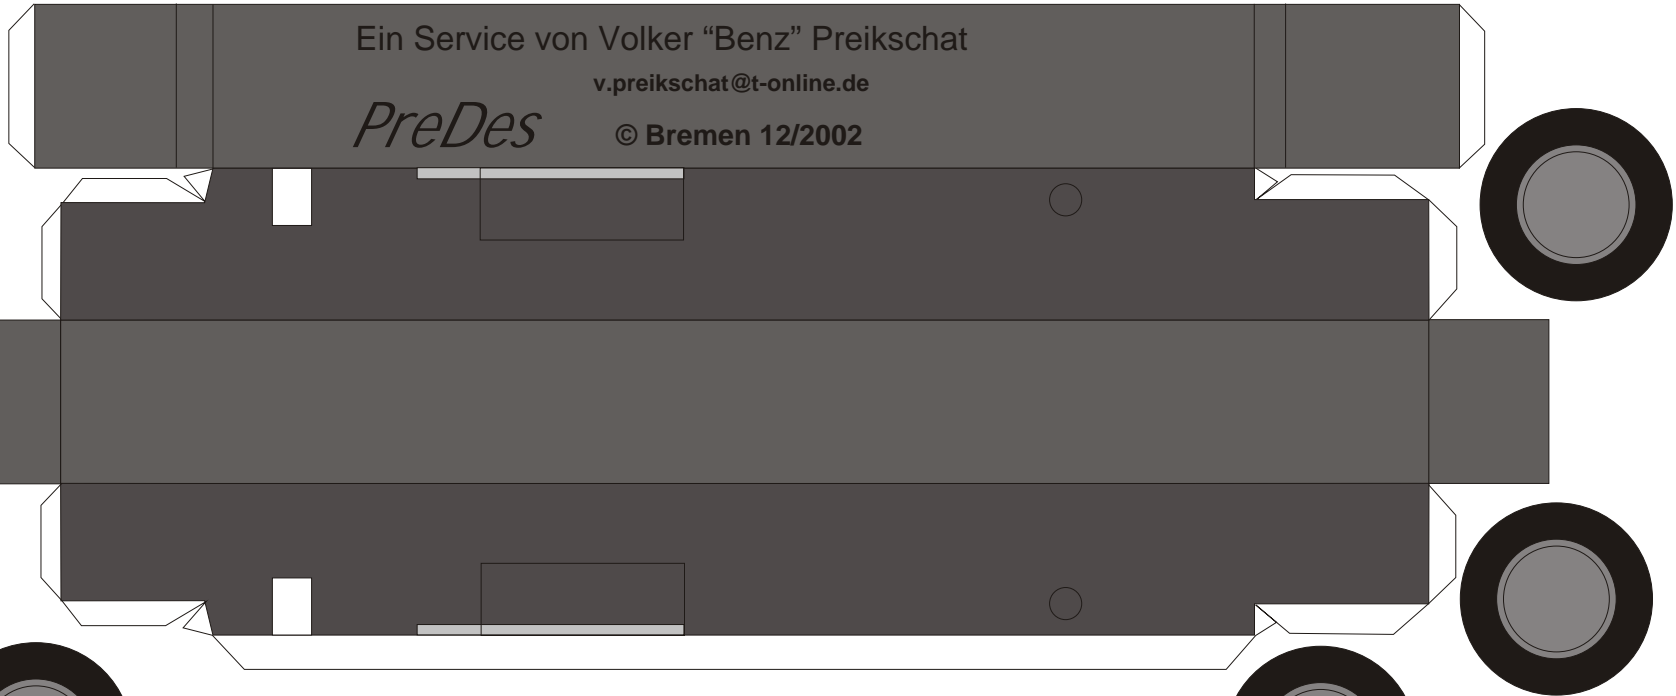 Ein Service von Volker “Benz” Preikschat
v.preikschat@t-online.de
PreDes © Bremen 12/2002